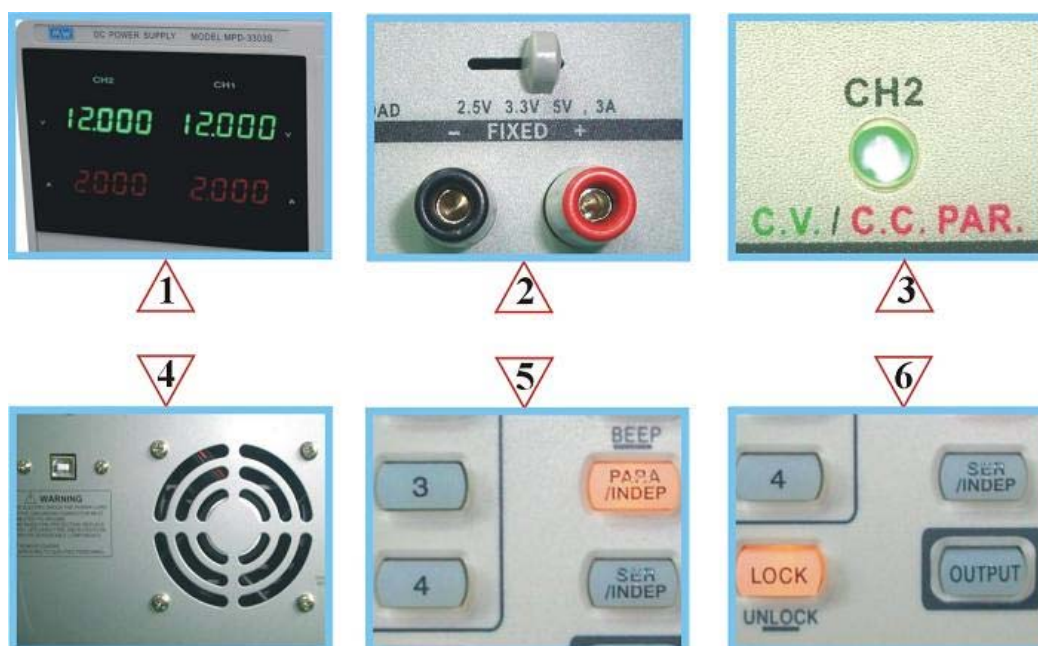 DC POWER SUPPLY MODEL MPD-3303S
CH2 CH1
12.000 12.000 V
2.000 2.000 A
2.5V 3.3V 5V , 3A
- FIXED +
CH2
C.V. / C.C. PAR.
1
2
3
4
5
6
WARNING
BEEP
3
PARA
/INDEP
4
SER
/INDEP
4
SER
/INDEP
LOCK
OUTPUT
UNLOCK